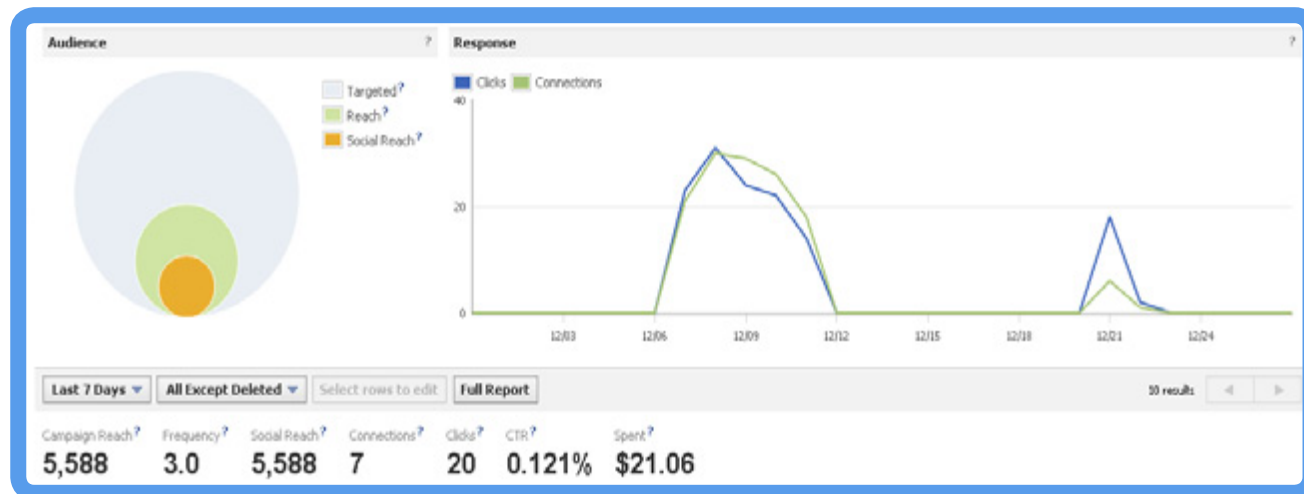 Audience ?
Response ?
Targeted?
Reach?
Social Reach?
Clicks Connections
40
20
0
12/03 12/06 12/09 12/12 12/15 12/18 12/21 12/24
Last 7 Days All Except Deleted Select rows to edit Full Report
10 results
Campaign Reach? Frequency? Social Reach? Connections? Clicks? CTR? Spent?
5,588 3.0 5,588 7 20 0.121% $21.06